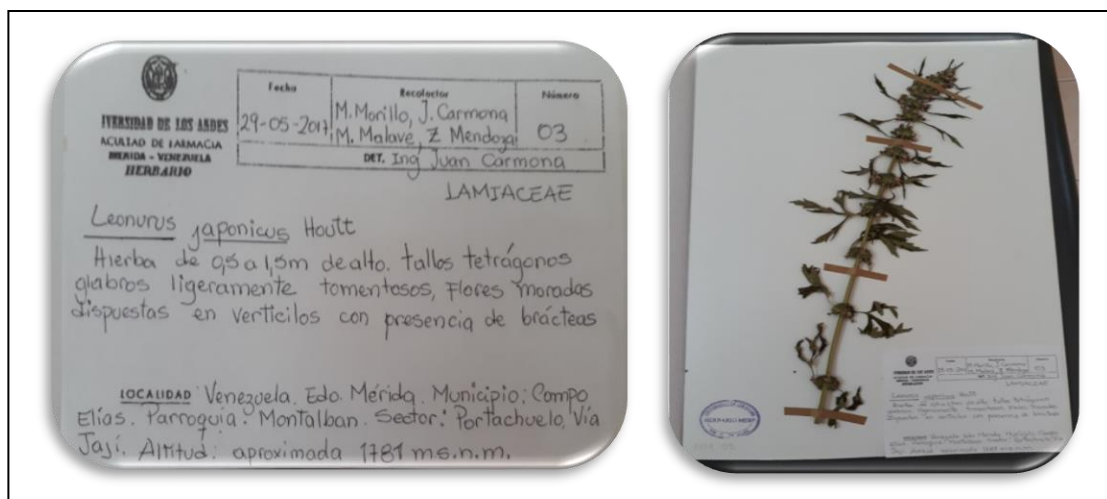 IVERSIDAD DE LOS ANDES
ACULTAD DE FARMACIA
MERIDA - VENEZUELA
HERBARIO
Fecha
29-05-2017
Recolector
M. Morillo, J. Carmona
M. Malave, Z Mendoza
Número
03
DET. Ing Juan Carmona
LAMIACEAE
Leonurus japonicus Houtt
Hierba de 0,5 a 1,5m de alto. tallos tetrágonos
glabros ligeramente tomentosos, Flores moradas
dispuestas en verticilos con presencia de brácteas
LOCALIDAD: Venezuela. Edo. Mérida. Municipio: Campo
Elías. Parroquia: Montalban. Sector: Portachuelo, Vía
Jají. Altitud: aproximada 1781 m.s.n.m.